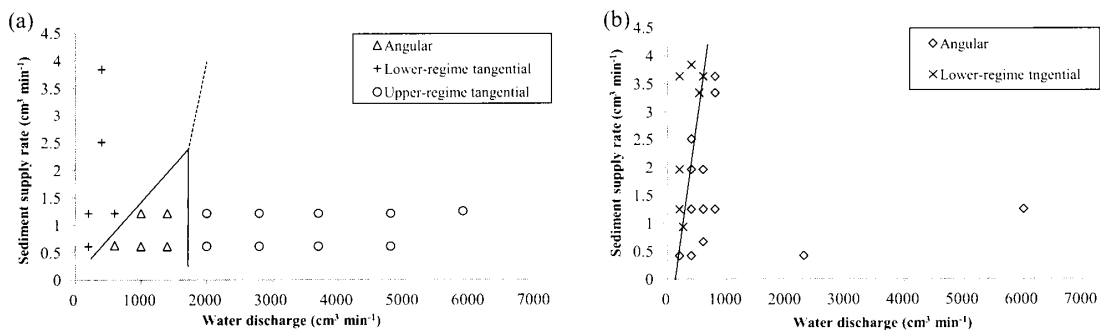 (a)
Sediment supply rate (cm³ min⁻¹)
4.5
4
3.5
3
2.5
2
1.5
1
0.5
0
0 1000 2000 3000 4000 5000 6000 7000
Water discharge (cm³ min⁻¹)
Angular
Lower-regime tangential
Upper-regime tangential
(b)
Sediment supply rate (cm³ min⁻¹)
4.5
4
3.5
3
2.5
2
1.5
1
0.5
0
0 1000 2000 3000 4000 5000 6000 7000
Water discharge (cm³ min⁻¹)
Angular
Lower-regime tngential